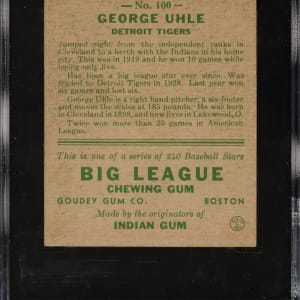 — No. 100 —
GEORGE UHLE
DETROIT TIGERS
Jumped right from the independent ranks in
Cleveland to a berth with the Indians in his home
city. This was in 1919 and he won 10 games while
losing only five.
Has been a big league star ever since. Was
traded to Detroit Tigers in 1928. Last year won
six games and lost six.
George Uhle is a right hand pitcher, a six-footer
and moves the scales at 185 pounds. He was born
in Cleveland in 1898, and now lives in Lakewood, O.
Twice won more than 25 games in American
League.
This is one of a series of 240 Baseball Stars
BIG LEAGUE
CHEWING GUM
GOUDEY GUM CO. BOSTON
Made by the originators of
INDIAN GUM